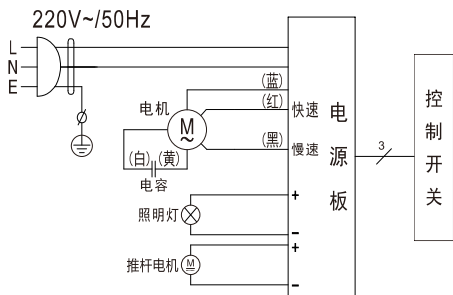 220V~/50Hz
L
N
E
(蓝)
(红)
(黑)
电机
M
~
(白)
(黄)
电容
快速
慢速
电源板
3
控制开关
照明灯
+
-
推杆电机
M
+
-